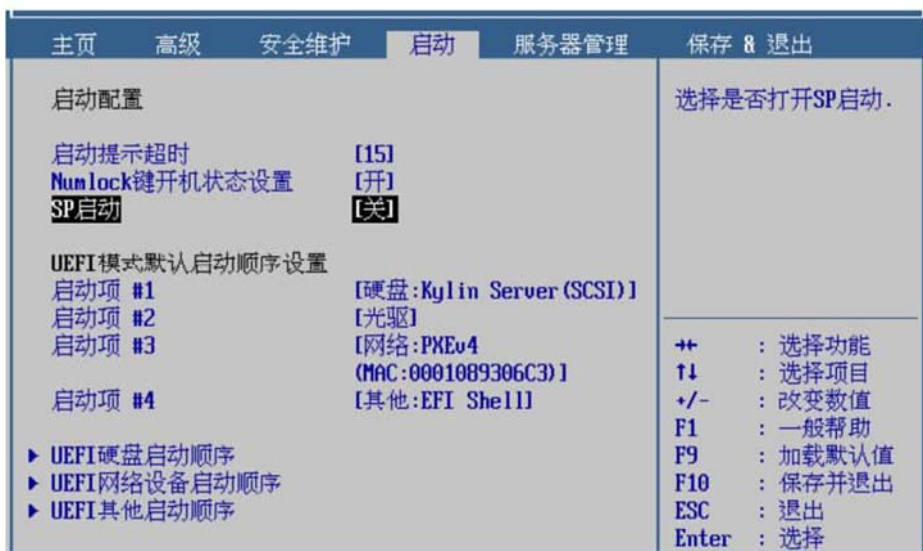 主页 高级 安全维护 启动 服务器管理 保存 & 退出
启动配置
启动提示超时 [15]
Numlock键开机状态设置 [开]
SP启动 [关]
UEFI模式默认启动顺序设置
启动项 #1 [硬盘:Kylin Server(SCSI)]
启动项 #2 [光驱]
启动项 #3 [网络:PXEv4
(MAC:0001089306C3)]
启动项 #4 [其他:EFI Shell]
▶ UEFI硬盘启动顺序
▶ UEFI网络设备启动顺序
▶ UEFI其他启动顺序
选择是否打开SP启动.
→← : 选择功能
↑↓ : 选择项目
+/- : 改变数值
F1 : 一般帮助
F9 : 加载默认值
F10 : 保存并退出
ESC : 退出
Enter : 选择